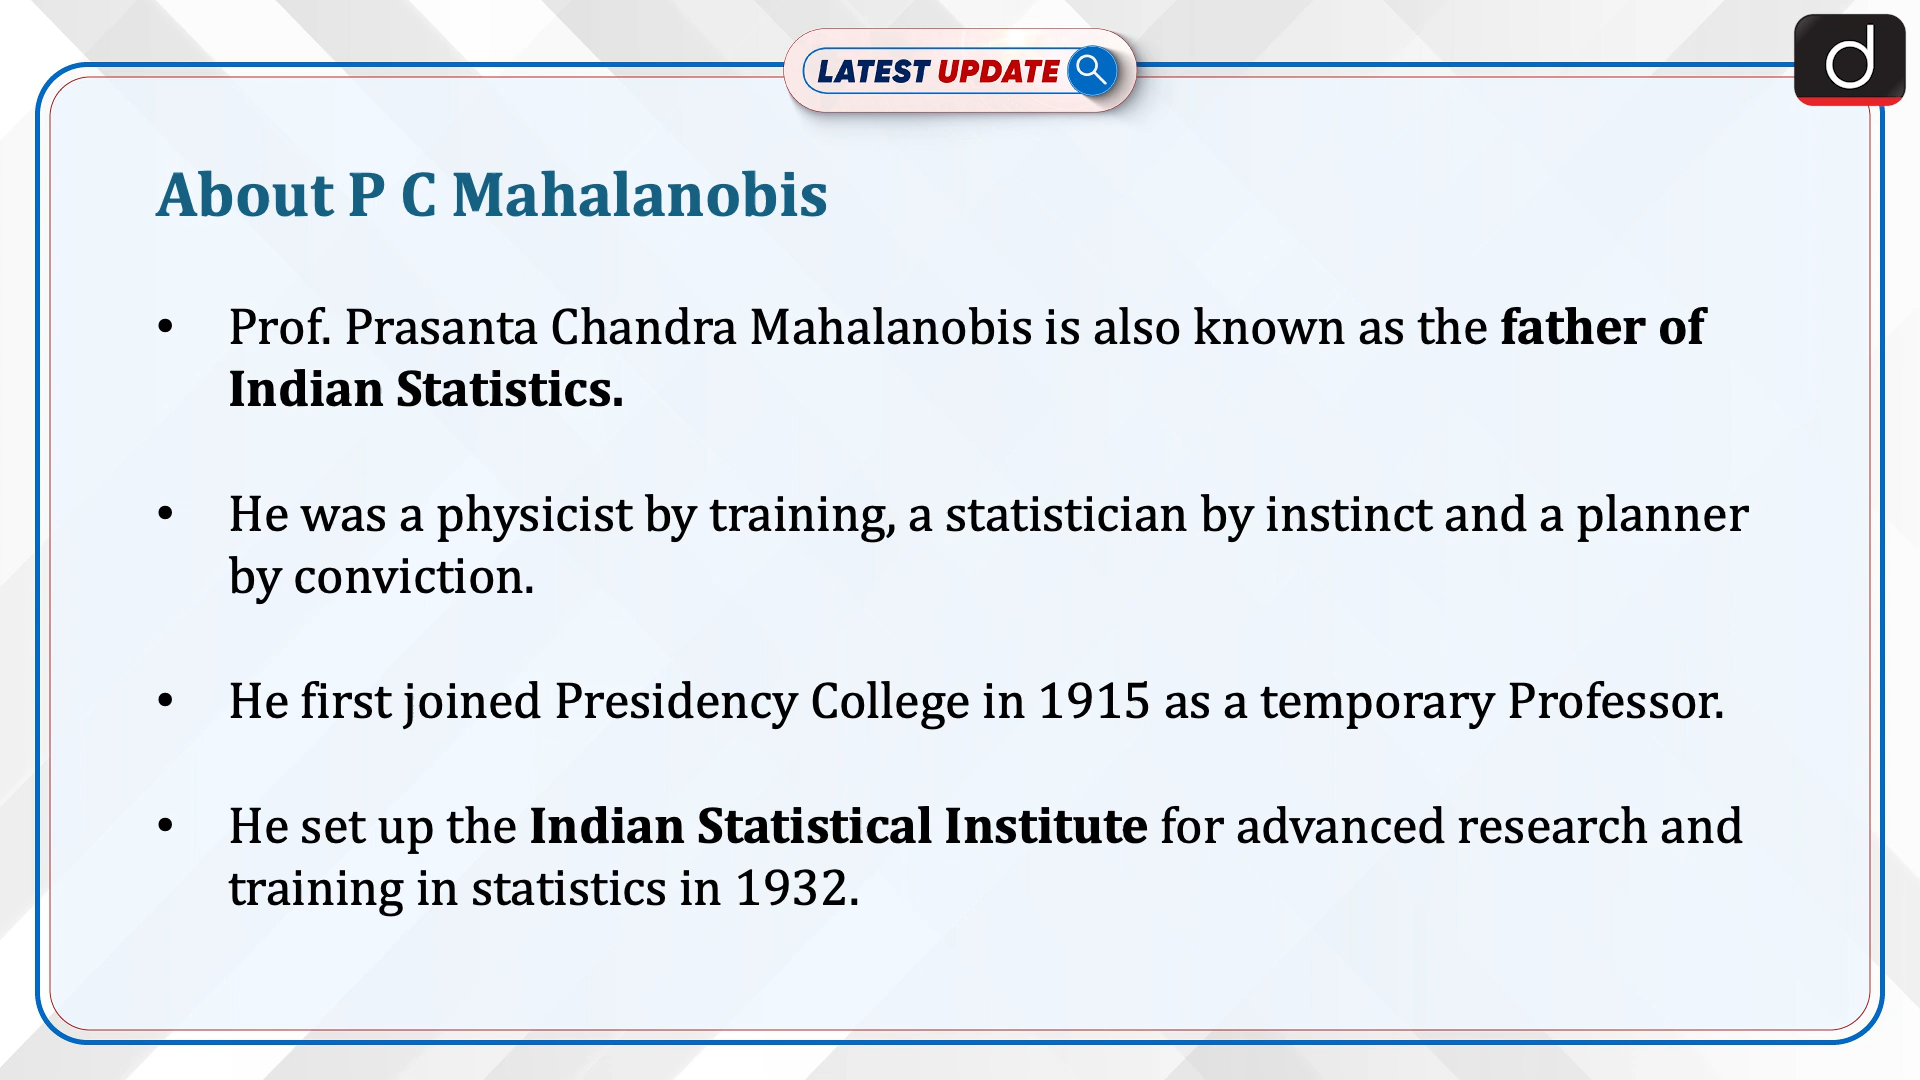 LATEST UPDATE
d
About P C Mahalanobis
• Prof. Prasanta Chandra Mahalanobis is also known as the father of
Indian Statistics.
• He was a physicist by training, a statistician by instinct and a planner
by conviction.
• He first joined Presidency College in 1915 as a temporary Professor.
• He set up the Indian Statistical Institute for advanced research and
training in statistics in 1932.